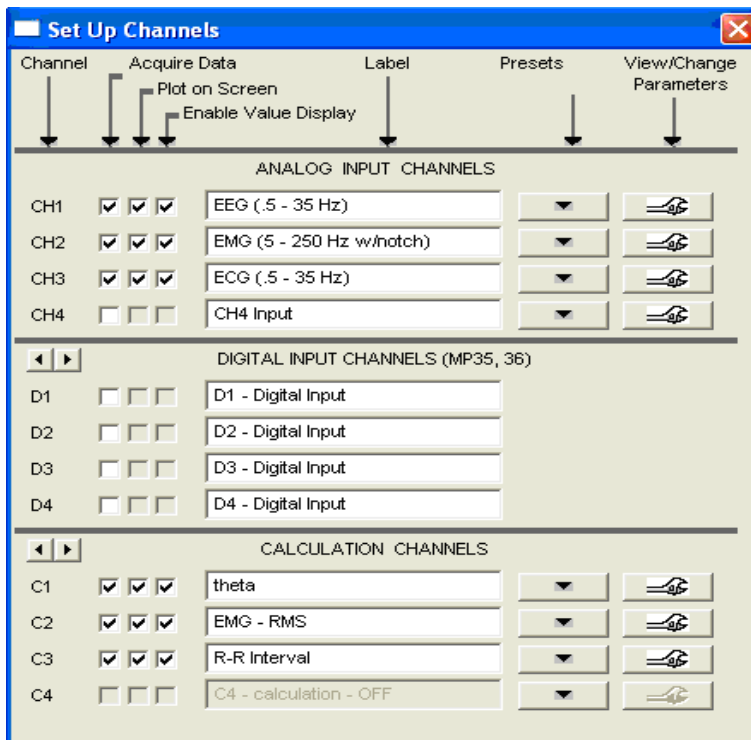 Set Up Channels
Channel Acquire Data Label Presets View/Change
Plot on Screen Parameters
Enable Value Display
ANALOG INPUT CHANNELS
CH1 EEG (.5 - 35 Hz)
CH2 EMG (5 - 250 Hz w/notch)
CH3 ECG (.5 - 35 Hz)
CH4 CH4 Input
DIGITAL INPUT CHANNELS (MP35, 36)
D1 D1 - Digital Input
D2 D2 - Digital Input
D3 D3 - Digital Input
D4 D4 - Digital Input
CALCULATION CHANNELS
C1 theta
C2 EMG - RMS
C3 R-R Interval
C4 C4 - calculation - OFF